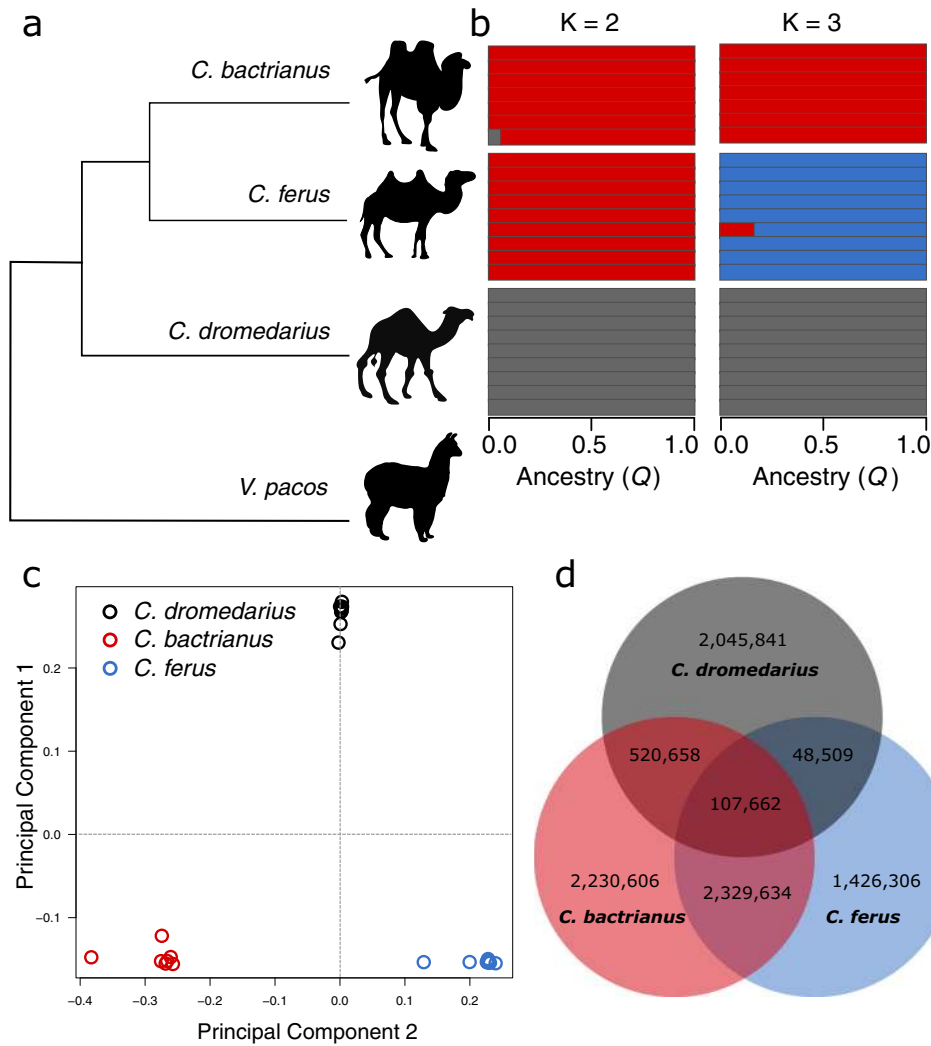 a
C. bactrianus
C. ferus
C. dromedarius
V. pacos
b
K = 2
K = 3
0.0 0.5 1.0
Ancestry (Q)
0.0 0.5 1.0
Ancestry (Q)
c
C. dromedarius
C. bactrianus
C. ferus
Principal Component 1
0.2
0.1
0.0
−0.1
−0.4 −0.3 −0.2 −0.1 0.0 0.1 0.2
Principal Component 2
d
2,045,841
C. dromedarius
520,658
48,509
107,662
2,230,606
C. bactrianus
2,329,634
1,426,306
C. ferus